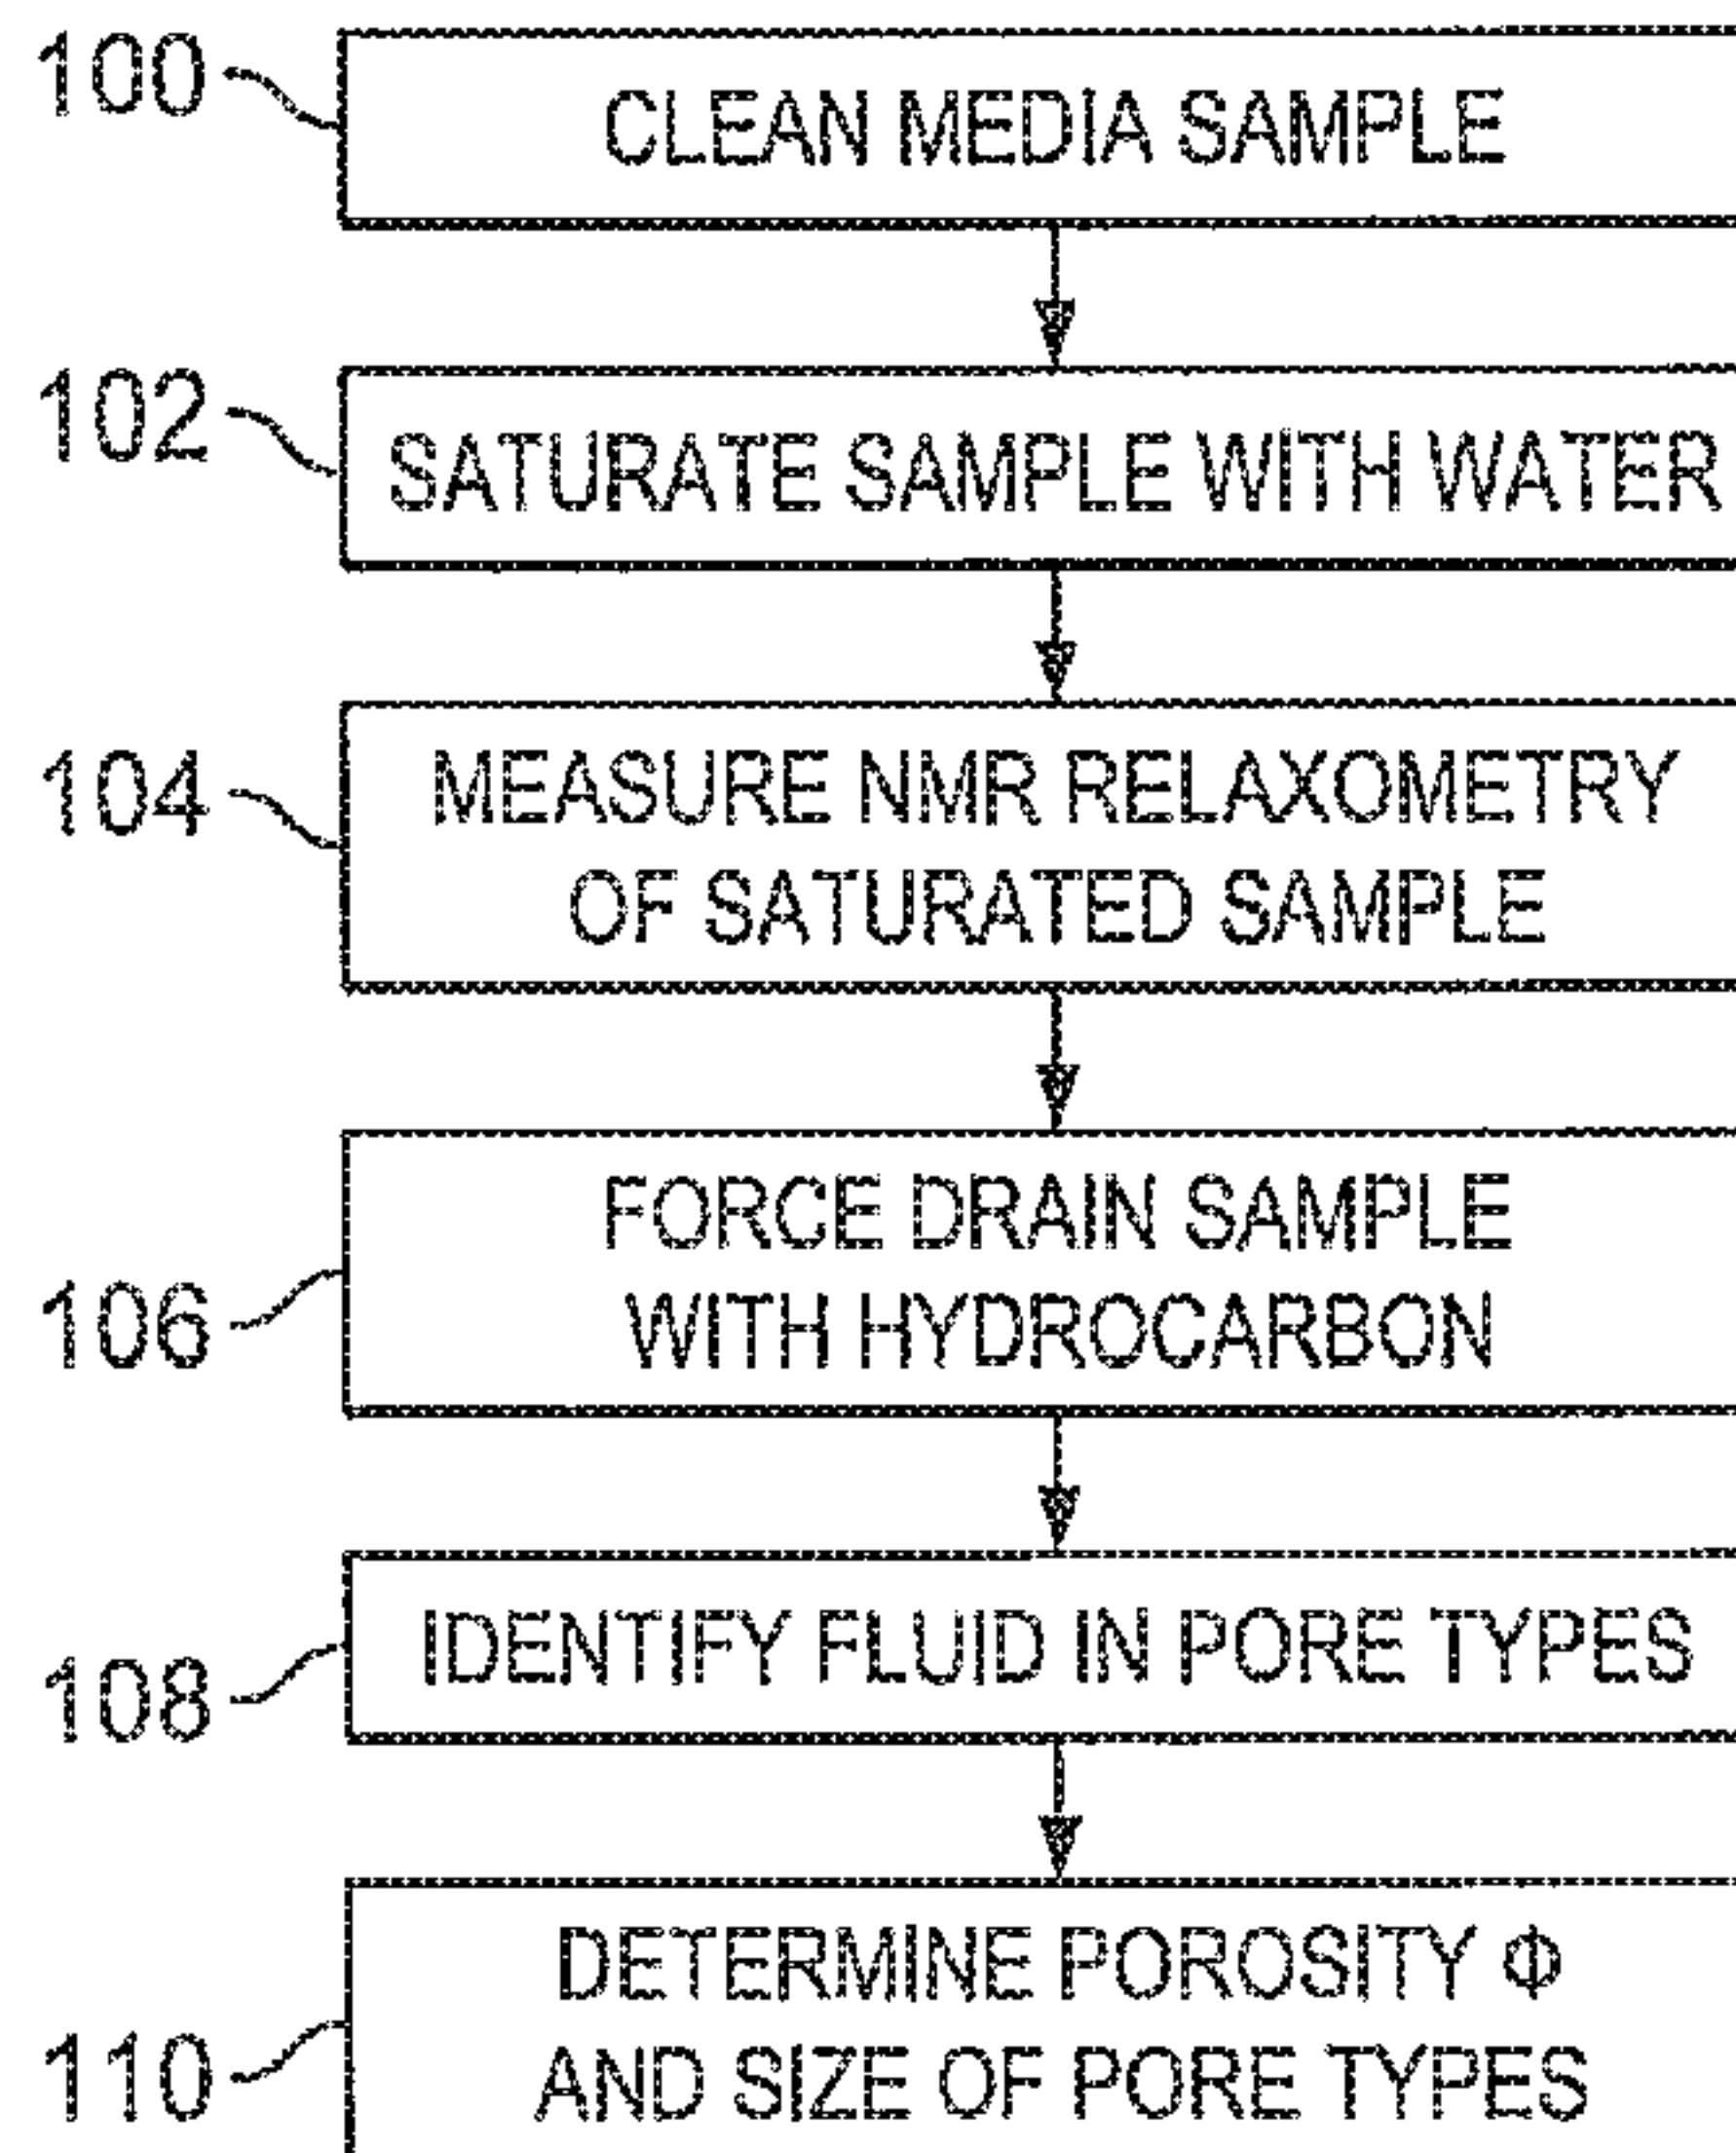 100 CLEAN MEDIA SAMPLE
102 SATURATE SAMPLE WITH WATER
104 MEASURE NMR RELAXOMETRY
OF SATURATED SAMPLE
FORCE DRAIN SAMPLE
106 WITH HYDROCARBON
108 IDENTIFY FLUID IN PORE TYPES
DETERMINE POROSITY Φ
110 AND SIZE OF PORE TYPES